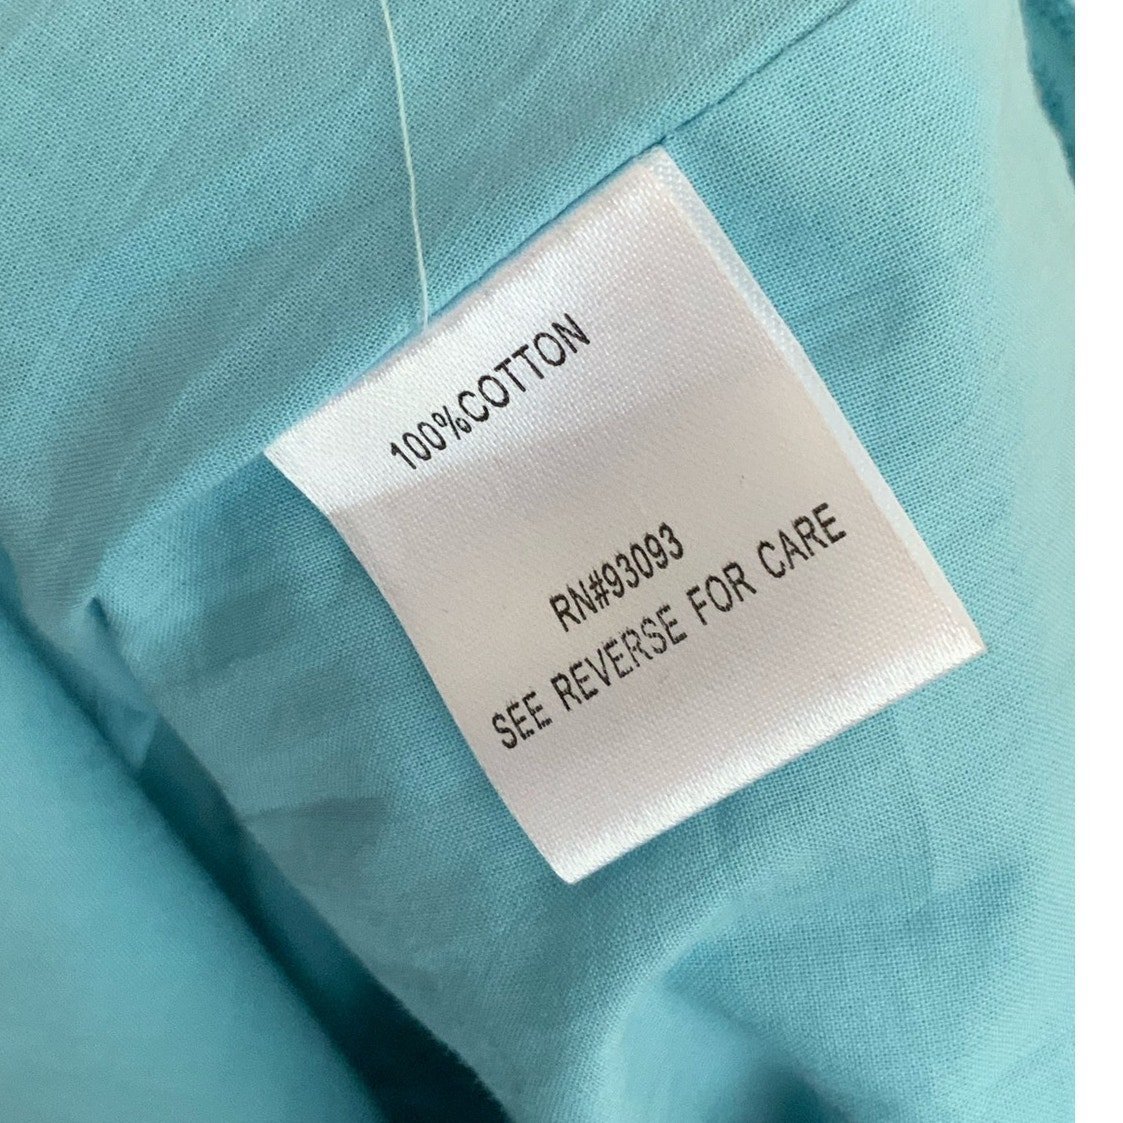 100%COTTON
RN#93093
SEE REVERSE FOR CARE